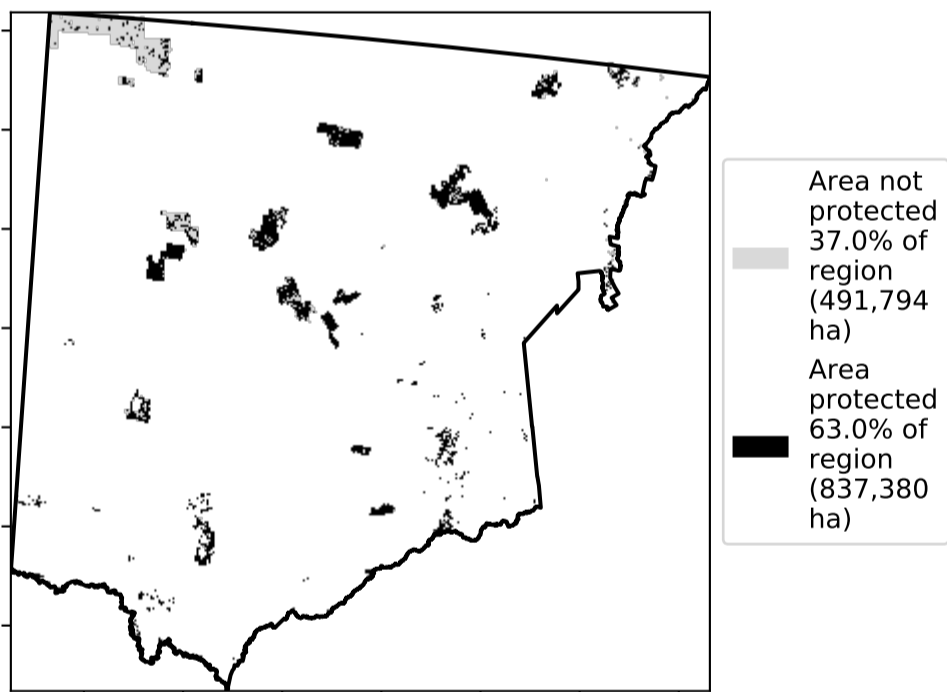 Area not
protected
37.0% of
region
(491,794
ha)
Area
protected
63.0% of
region
(837,380
ha)